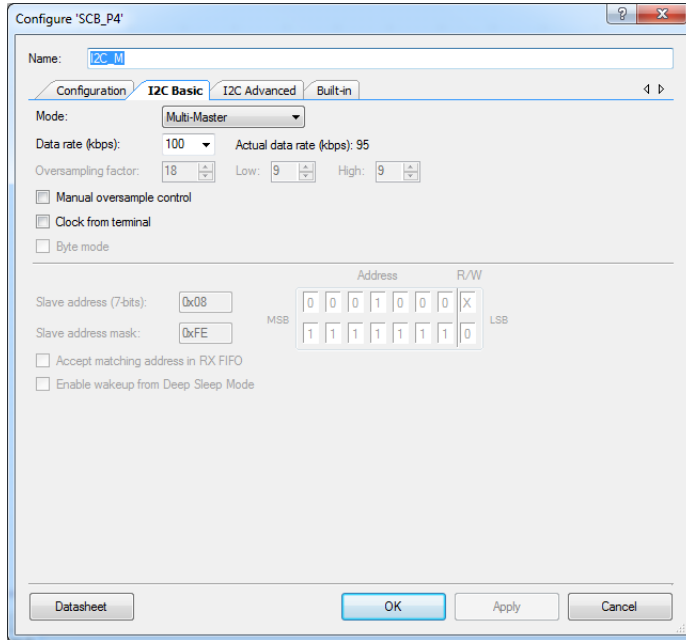 Configure 'SCB_P4'
Name: I2C_M
Configuration I2C Basic I2C Advanced Built-in
Mode: Multi-Master
Data rate (kbps): 100 Actual data rate (kbps): 95
Oversampling factor: 18 Low: 9 High: 9
Manual oversample control
Clock from terminal
Byte mode
Address R/W
Slave address (7-bits): 0x08 0 0 0 1 0 0 0 X
MSB LSB
Slave address mask: 0xFE 1 1 1 1 1 1 1 0
Accept matching address in RX FIFO
Enable wakeup from Deep Sleep Mode
Datasheet OK Apply Cancel